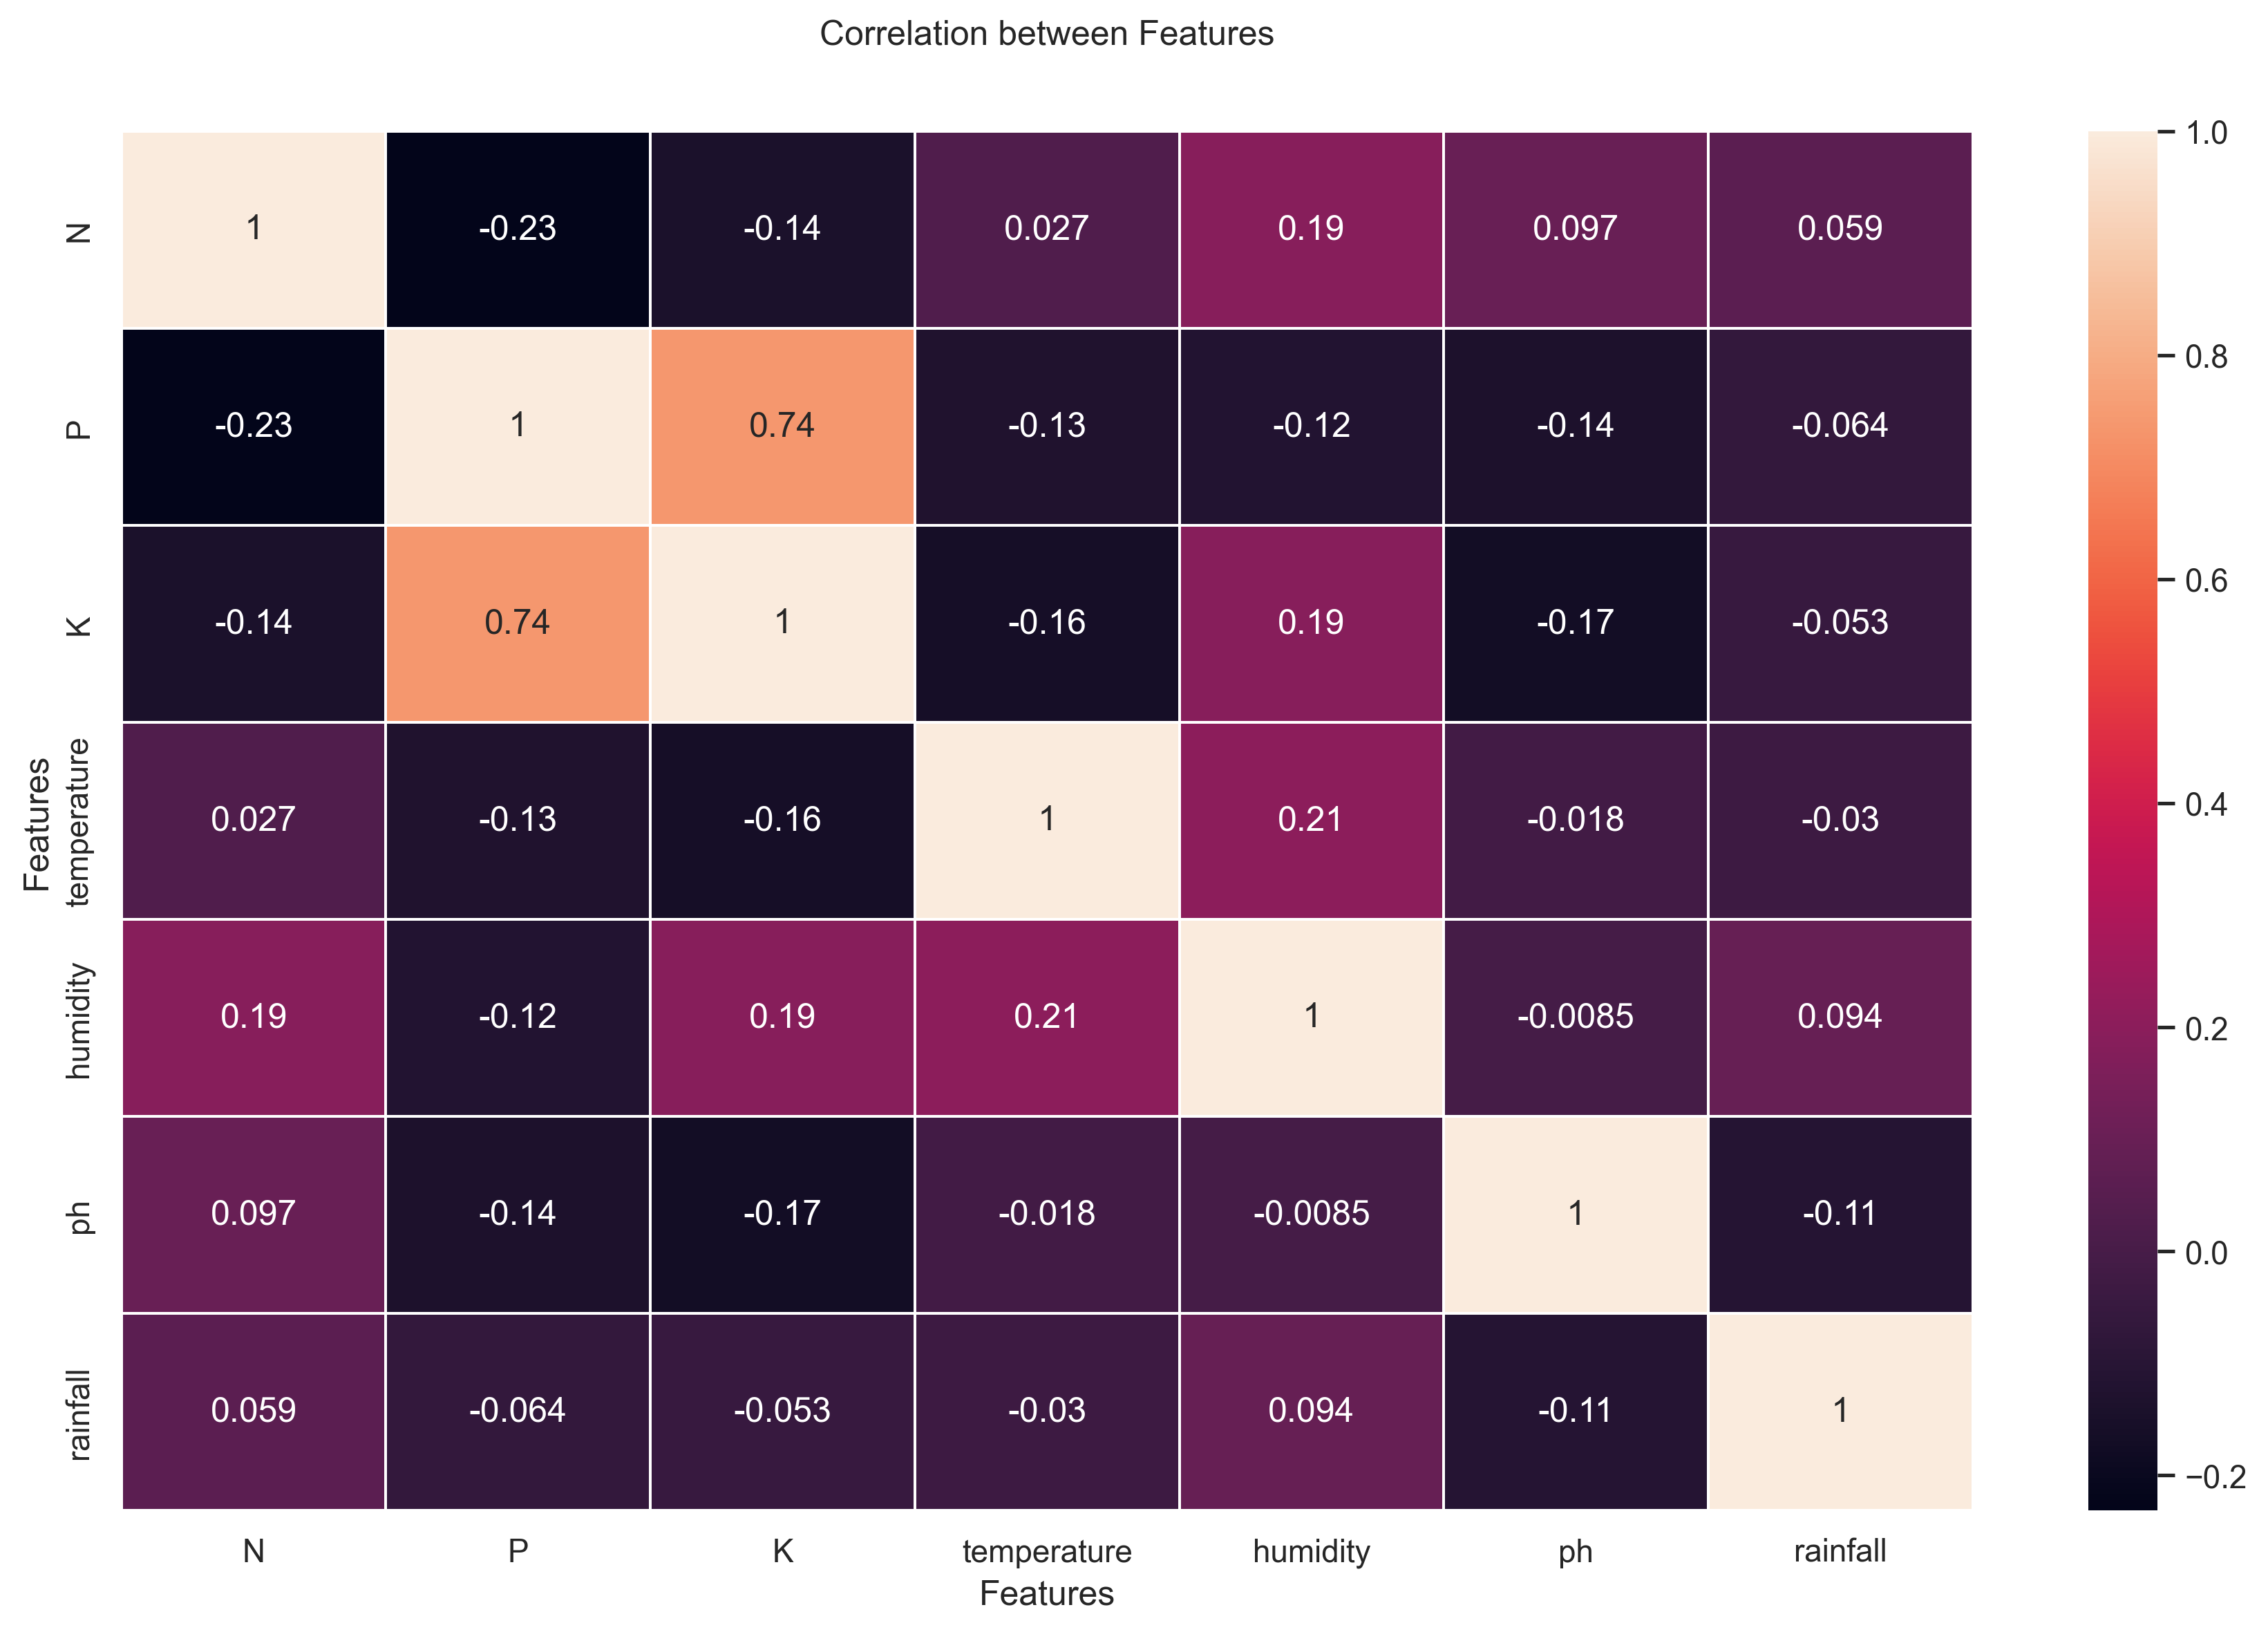 Correlation between Features
N 1 -0.23 -0.14 0.027 0.19 0.097 0.059
P -0.23 1 0.74 -0.13 -0.12 -0.14 -0.064
K -0.14 0.74 1 -0.16 0.19 -0.17 -0.053
temperature 0.027 -0.13 -0.16 1 0.21 -0.018 -0.03
humidity 0.19 -0.12 0.19 0.21 1 -0.0085 0.094
ph 0.097 -0.14 -0.17 -0.018 -0.0085 1 -0.11
rainfall 0.059 -0.064 -0.053 -0.03 0.094 -0.11 1
Features
N P K temperature humidity ph rainfall
Features
1.0
0.8
0.6
0.4
0.2
0.0
−0.2